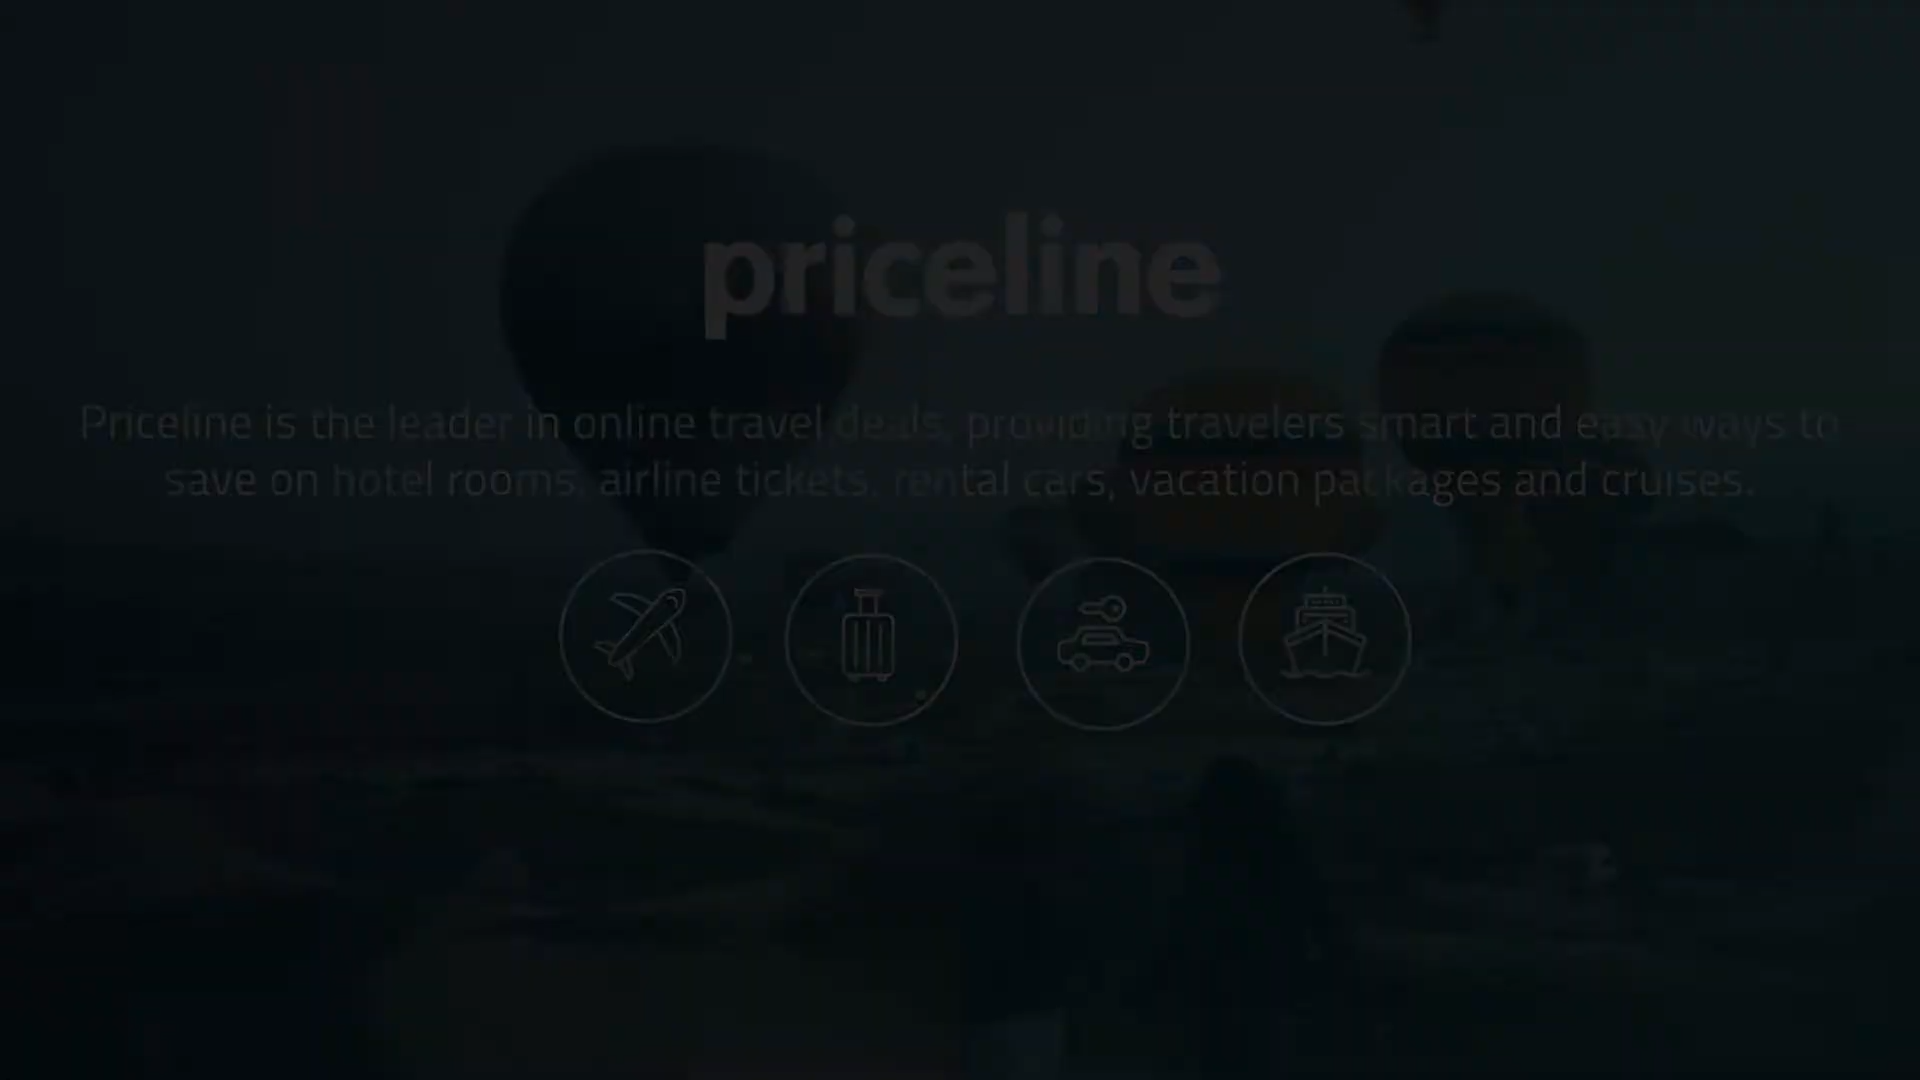 priceline
Priceline is the leader in online travel deals, providing travelers smart and easy ways to
save on hotel rooms, airline tickets, rental cars, vacation packages and cruises.